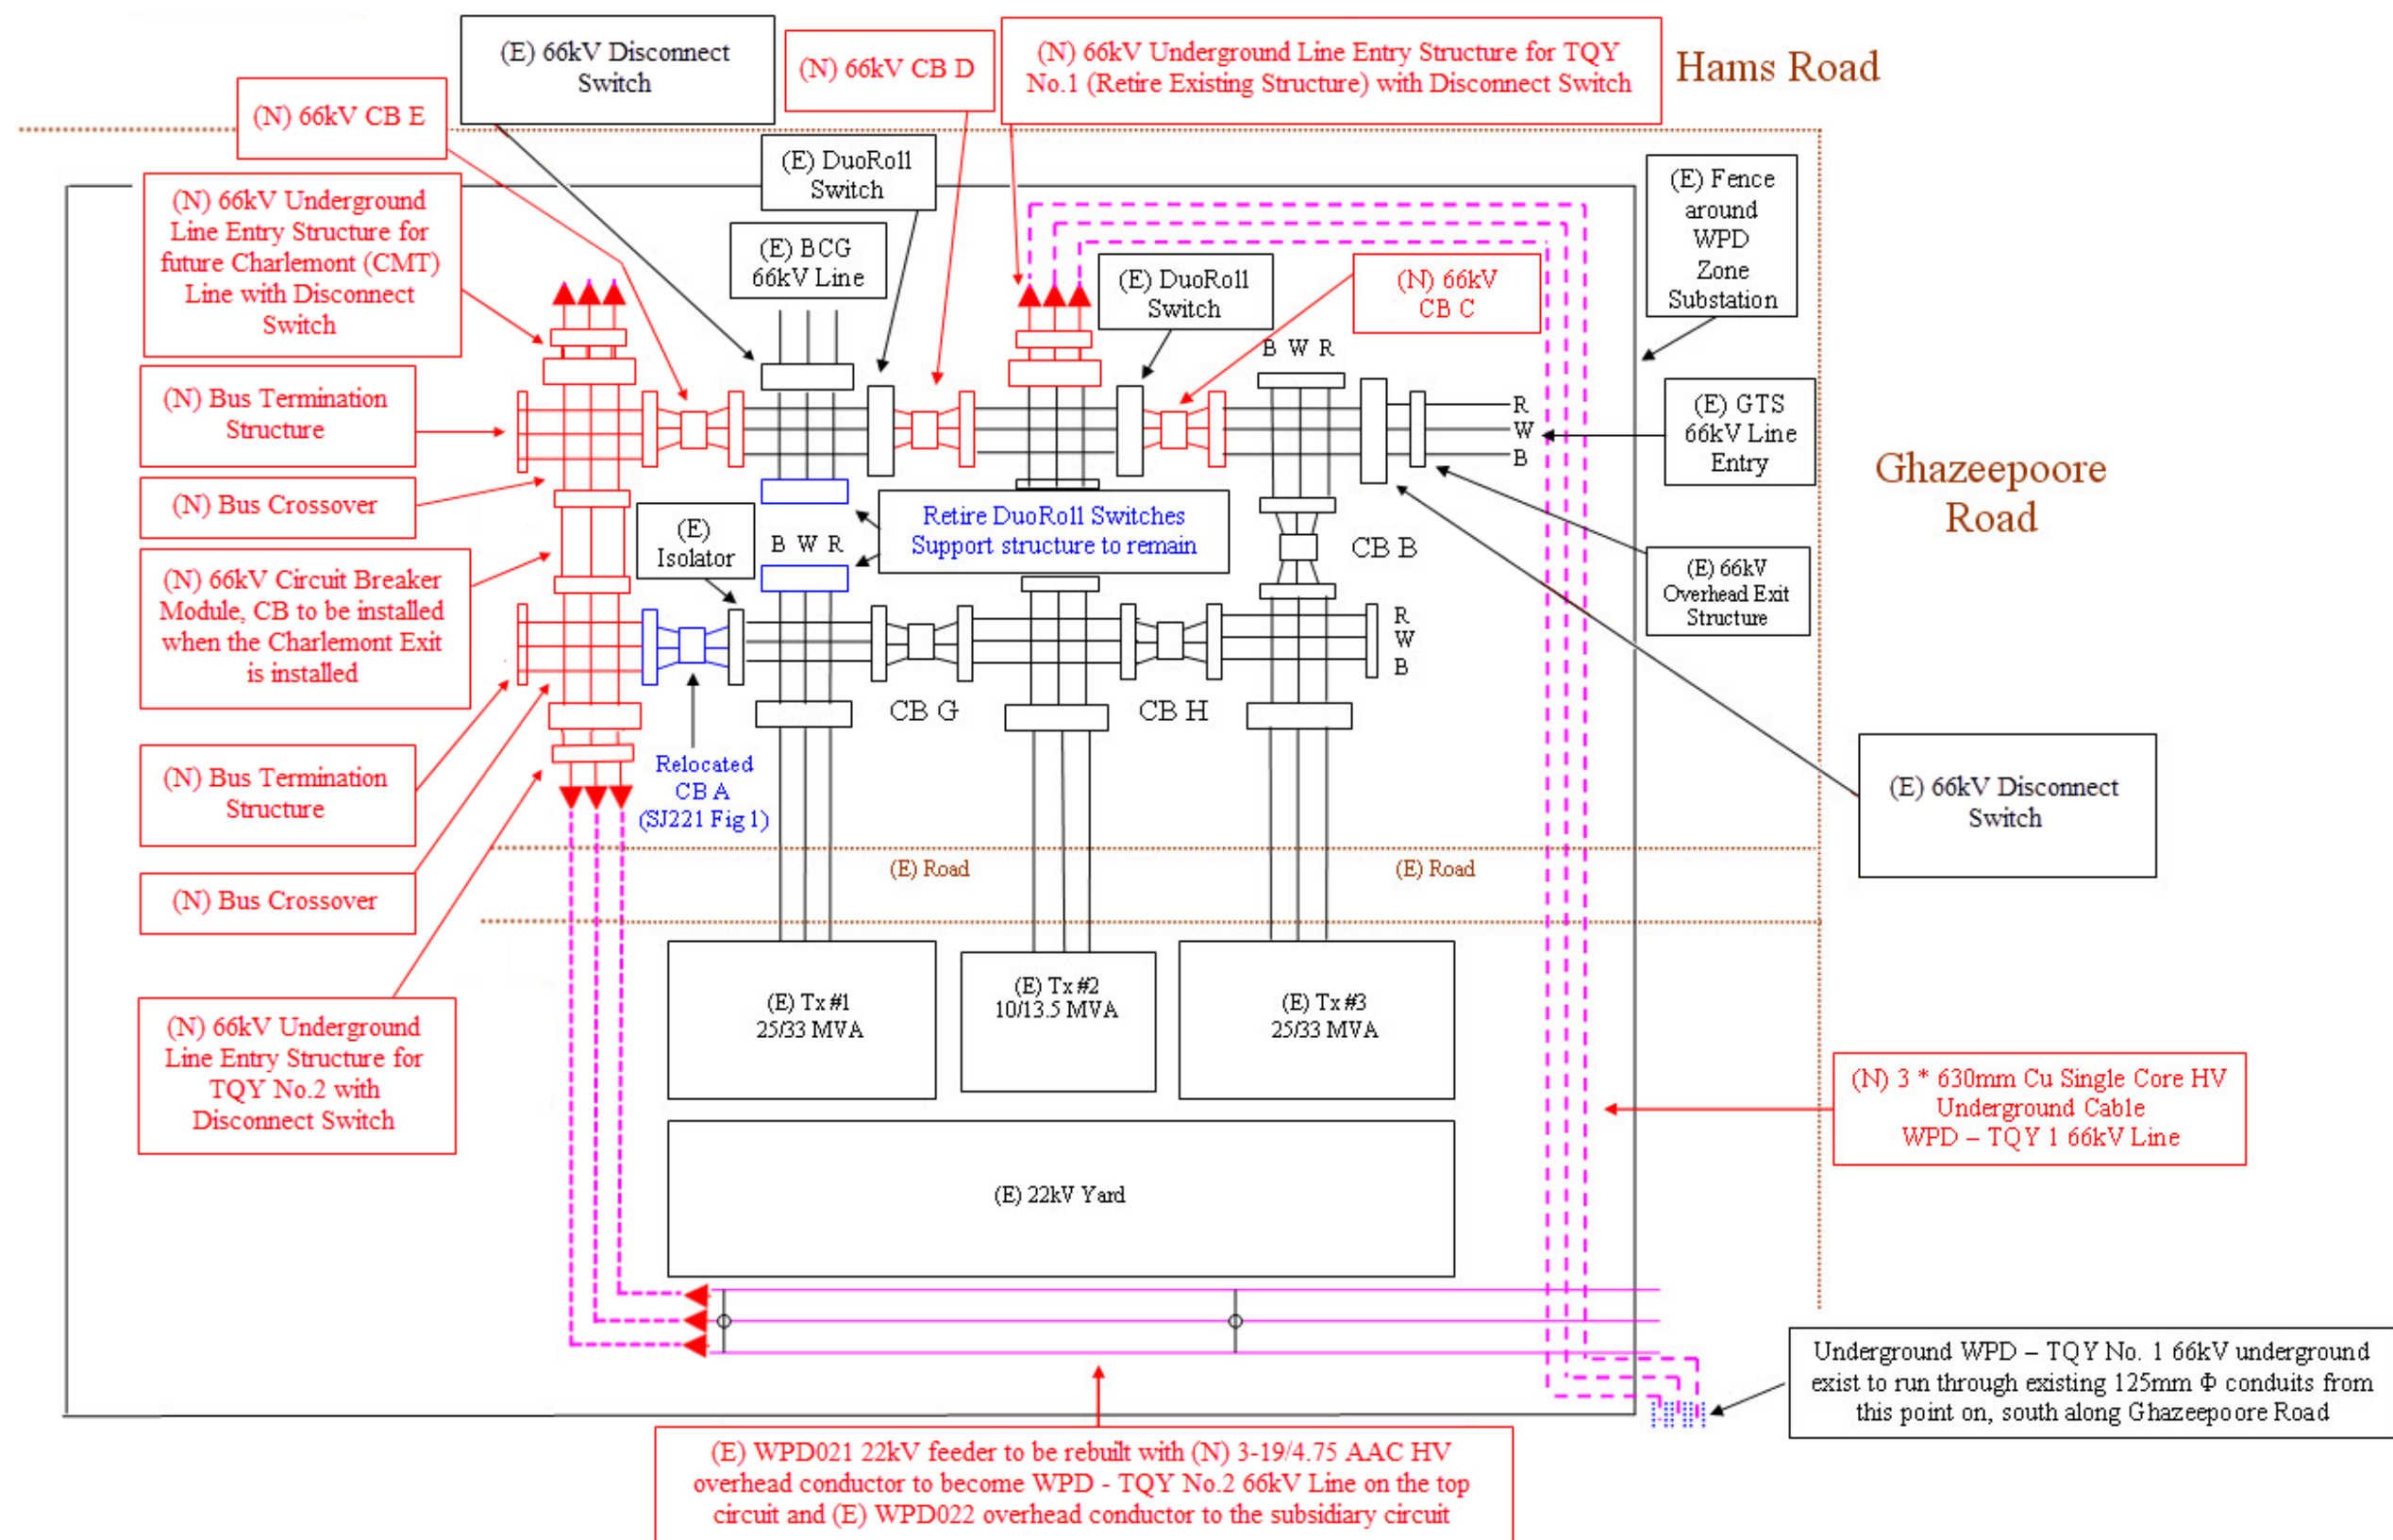 (E) 66kV Disconnect
Switch
(N) 66kV CB D
(N) 66kV Underground Line Entry Structure for TQY
No.1 (Retire Existing Structure) with Disconnect Switch
Hams Road
(N) 66kV CB E
(E) DuoRoll
Switch
(E) Fence
around
WPD
Zone
Substation
(N) 66kV Underground
Line Entry Structure for
future Charlemont (CMT)
Line with Disconnect
Switch
(E) BCG
66kV Line
(E) DuoRoll
Switch
(N) 66kV
CB C
B W R
(N) Bus Termination
Structure
R
W
B
(E) GTS
66kV Line
Entry
Ghazeepoore
Road
(N) Bus Crossover
(E)
Isolator
B W R
Retire DuoRoll Switches
Support structure to remain
CB B
(E) 66kV
Overhead Exit
Structure
(N) 66kV Circuit Breaker
Module, CB to be installed
when the Charlemont Exit
is installed
R
W
B
CB G
CB H
(N) Bus Termination
Structure
Relocated
CB A
(SJ221 Fig 1)
(E) 66kV Disconnect
Switch
(E) Road
(E) Road
(N) Bus Crossover
(E) Tx #1
25/33 MVA
(E) Tx #2
10/13.5 MVA
(E) Tx #3
25/33 MVA
(N) 66kV Underground
Line Entry Structure for
TQY No.2 with
Disconnect Switch
(N) 3 * 630mm Cu Single Core HV
Underground Cable
WPD – TQY 1 66kV Line
(E) 22kV Yard
Underground WPD – TQY No. 1 66kV underground
exist to run through existing 125mm Φ conduits from
this point on, south along Ghazeepoore Road
(E) WPD021 22kV feeder to be rebuilt with (N) 3-19/4.75 AAC HV
overhead conductor to become WPD - TQY No.2 66kV Line on the top
circuit and (E) WPD022 overhead conductor to the subsidiary circuit